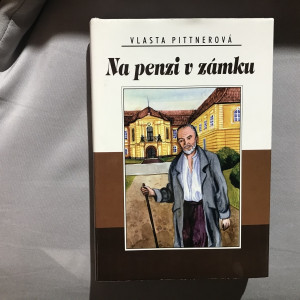 VLASTA PITTNEROVÁ
Na penzi v zámku